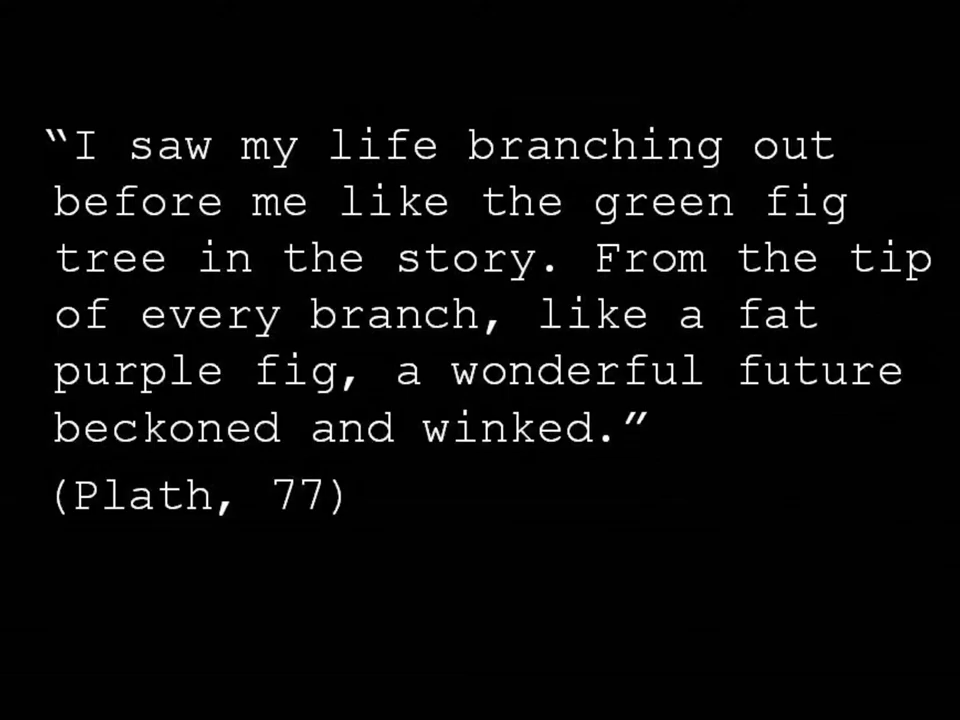 “I saw my life branching out
before me like the green fig
tree in the story. From the tip
of every branch, like a fat
purple fig, a wonderful future
beckoned and winked.”
(Plath, 77)